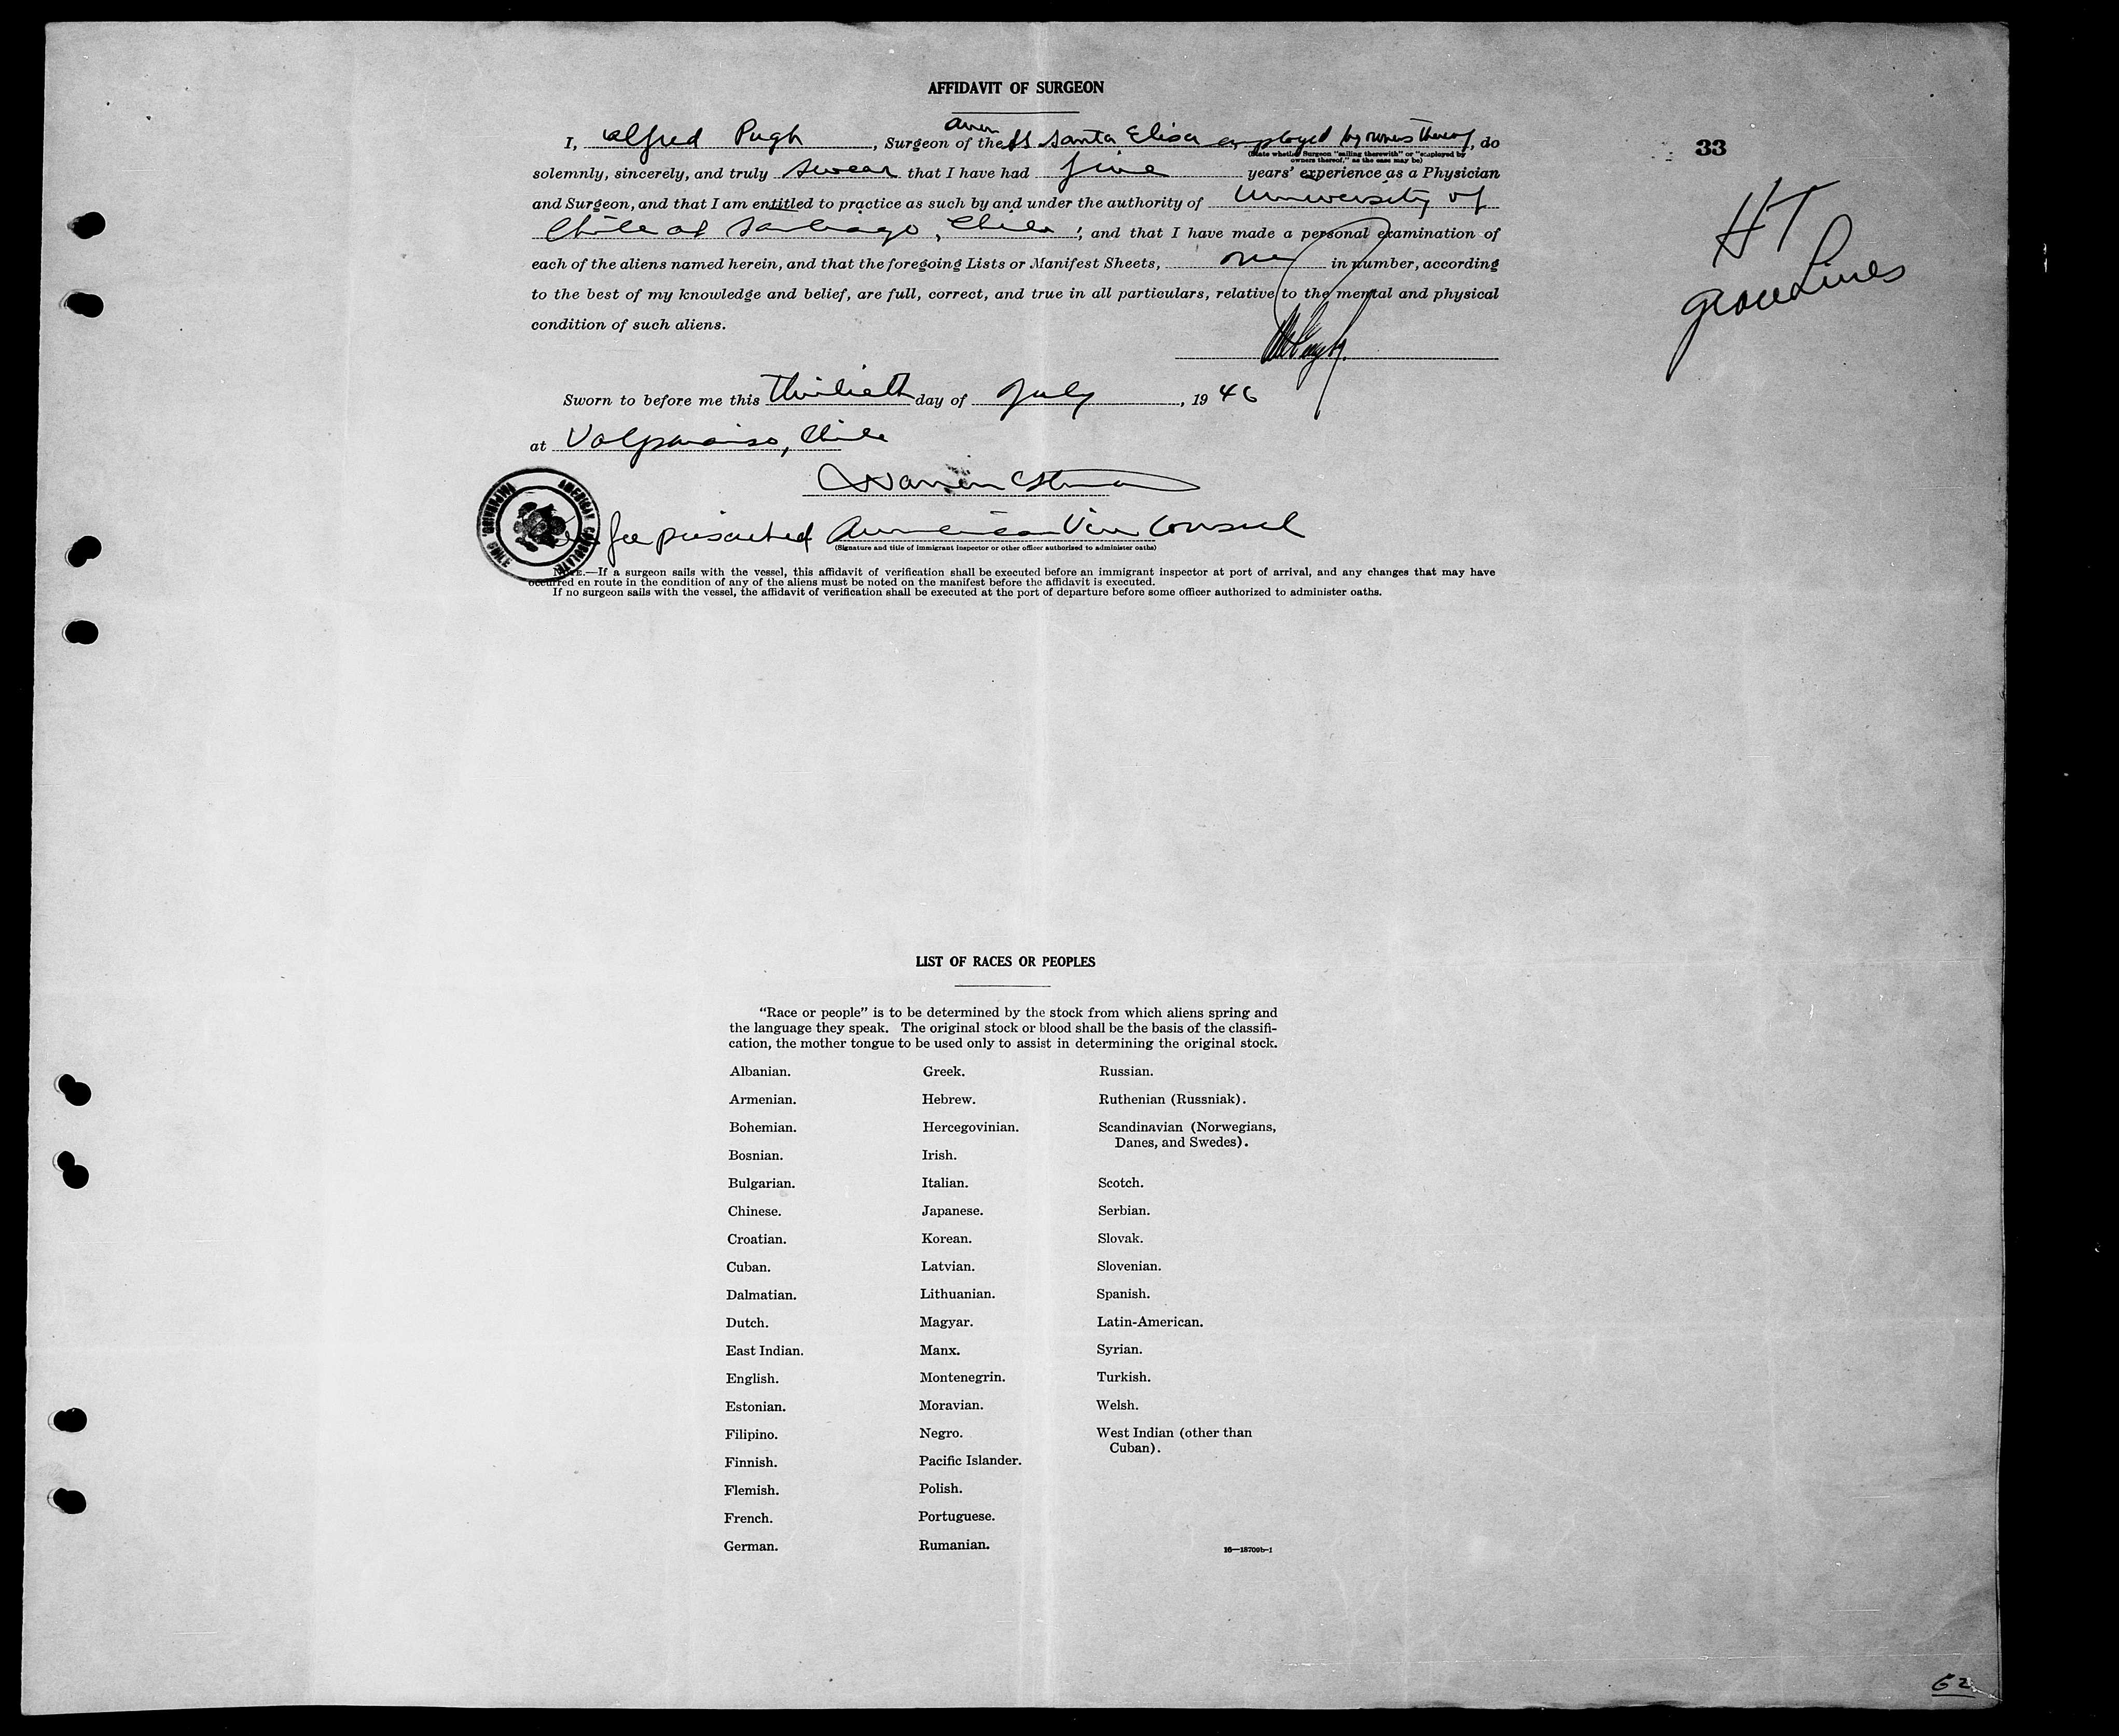 AFFIDAVIT OF SURGEON
33
Amer
I, Alfred Pugh, Surgeon of the SS Santa Elisa employed by owners thereof, do
(State whether Surgeon "sailing therewith" or "employed by
owners thereof," as the case may be)
solemnly, sincerely, and truly swear that I have had five years' experience as a Physician
and Surgeon, and that I am entitled to practice as such by and under the authority of University of
Chile at Santiago, Chile; and that I have made a personal examination of
each of the aliens named herein, and that the foregoing Lists or Manifest Sheets, one in number, according
to the best of my knowledge and belief, are full, correct, and true in all particulars, relative to the mental and physical
condition of such aliens.
HT
Grace Lines
Sworn to before me this thirtieth day of July, 1946
at Valparaiso, Chile
Warren
AMERICAN CONSULATE
VALPARAISO, CHILE
fee prescribed American Vice Consul
(Signature and title of immigrant inspector or other officer authorized to administer oaths)
NOTE.—If a surgeon sails with the vessel, this affidavit of verification shall be executed before an immigrant inspector at port of arrival, and any changes that may have
occurred en route in the condition of any of the aliens must be noted on the manifest before the affidavit is executed.
If no surgeon sails with the vessel, the affidavit of verification shall be executed at the port of departure before some officer authorized to administer oaths.
LIST OF RACES OR PEOPLES
"Race or people" is to be determined by the stock from which aliens spring and
the language they speak. The original stock or blood shall be the basis of the classifi-
cation, the mother tongue to be used only to assist in determining the original stock.
Albanian.
Armenian.
Bohemian.
Bosnian.
Bulgarian.
Chinese.
Croatian.
Cuban.
Dalmatian.
Dutch.
East Indian.
English.
Estonian.
Filipino.
Finnish.
Flemish.
French.
German.
Greek.
Hebrew.
Hercegovinian.
Irish.
Italian.
Japanese.
Korean.
Latvian.
Lithuanian.
Magyar.
Manx.
Montenegrin.
Moravian.
Negro.
Pacific Islander.
Polish.
Portuguese.
Rumanian.
Russian.
Ruthenian (Russniak).
Scandinavian (Norwegians,
Danes, and Swedes).
Scotch.
Serbian.
Slovak.
Slovenian.
Spanish.
Latin-American.
Syrian.
Turkish.
Welsh.
West Indian (other than
Cuban).
16—18709b-1
62